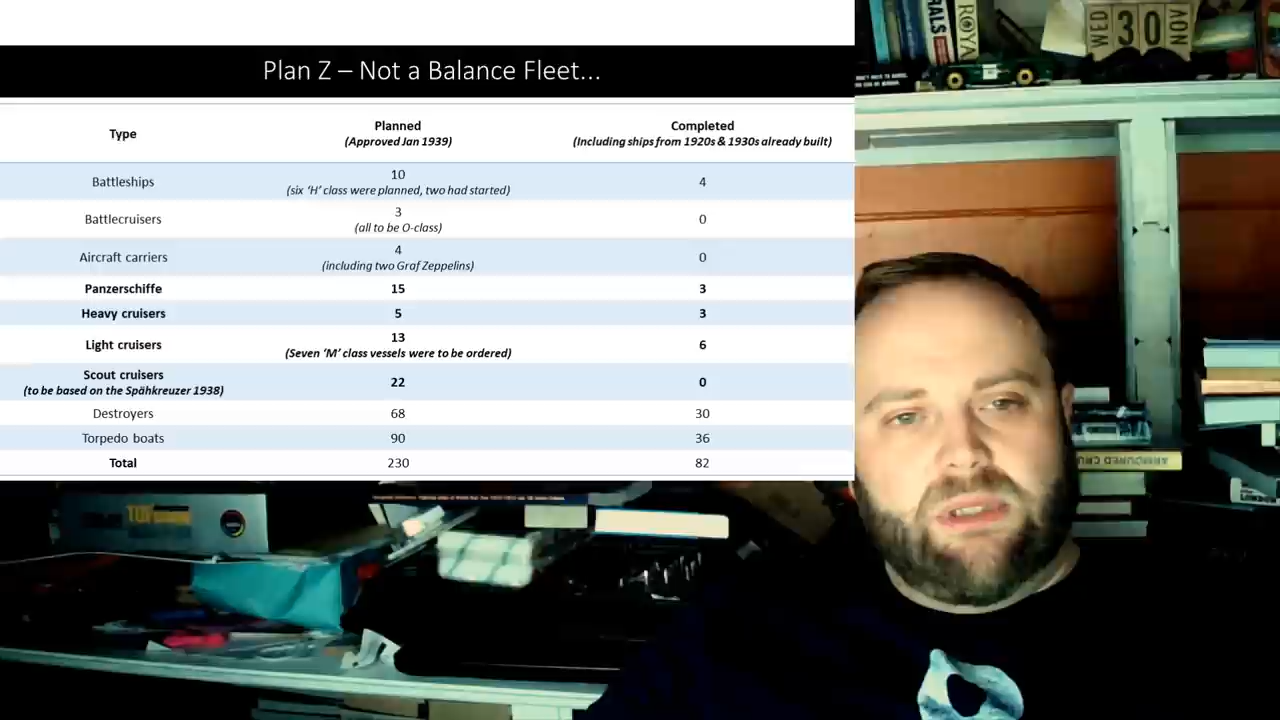 Plan Z – Not a Balance Fleet...
Type
Planned
(Approved Jan 1939)
Completed
(Including ships from 1920s & 1930s already built)
Battleships
10
(six ‘H’ class were planned, two had started)
4
Battlecruisers
3
(all to be O-class)
0
Aircraft carriers
4
(including two Graf Zeppelins)
0
Panzerschiffe
15
3
Heavy cruisers
5
3
Light cruisers
13
(Seven ‘M’ class vessels were to be ordered)
6
Scout cruisers
(to be based on the Spähkreuzer 1938)
22
0
Destroyers
68
30
Torpedo boats
90
36
Total
230
82
WED
30
NOV
ROYA
ARMOURED CRU